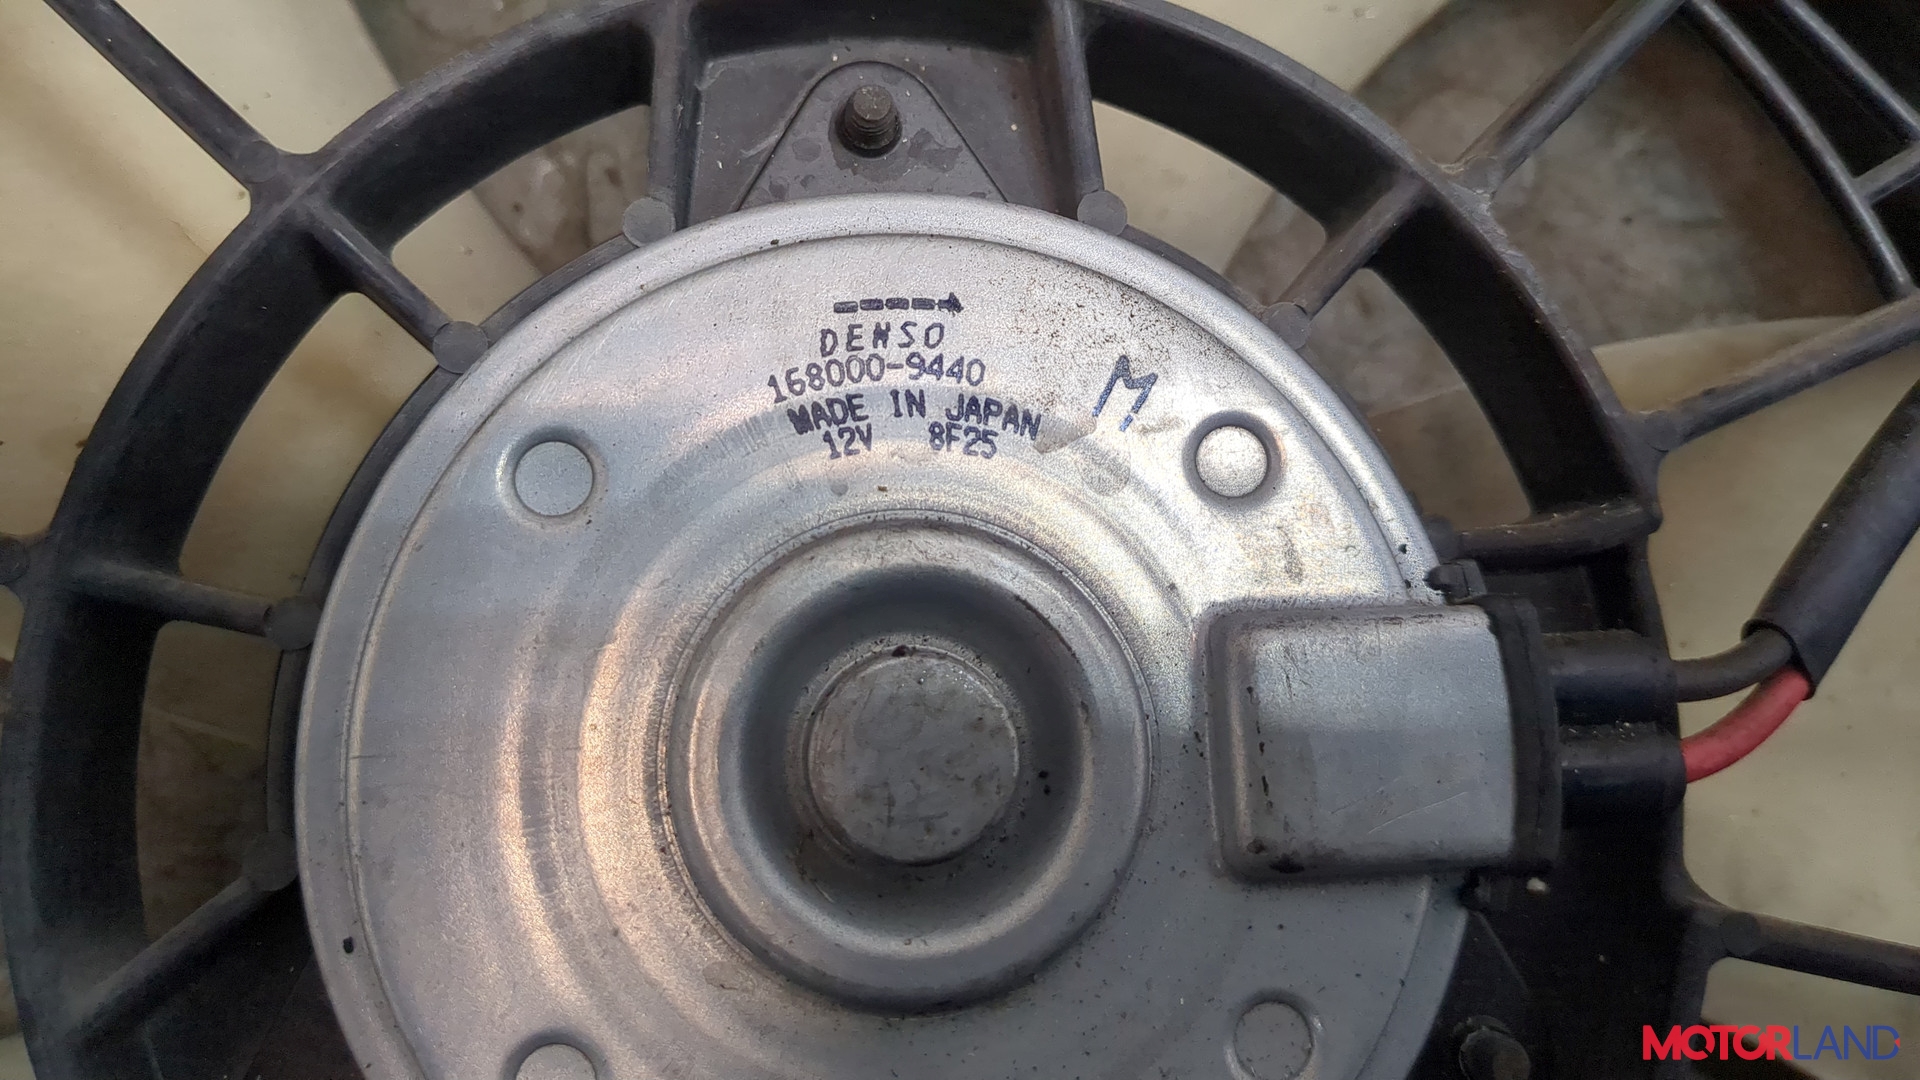 DENSO
168000-9440
MADE IN JAPAN
12V 8F25
M
MOTORLAND